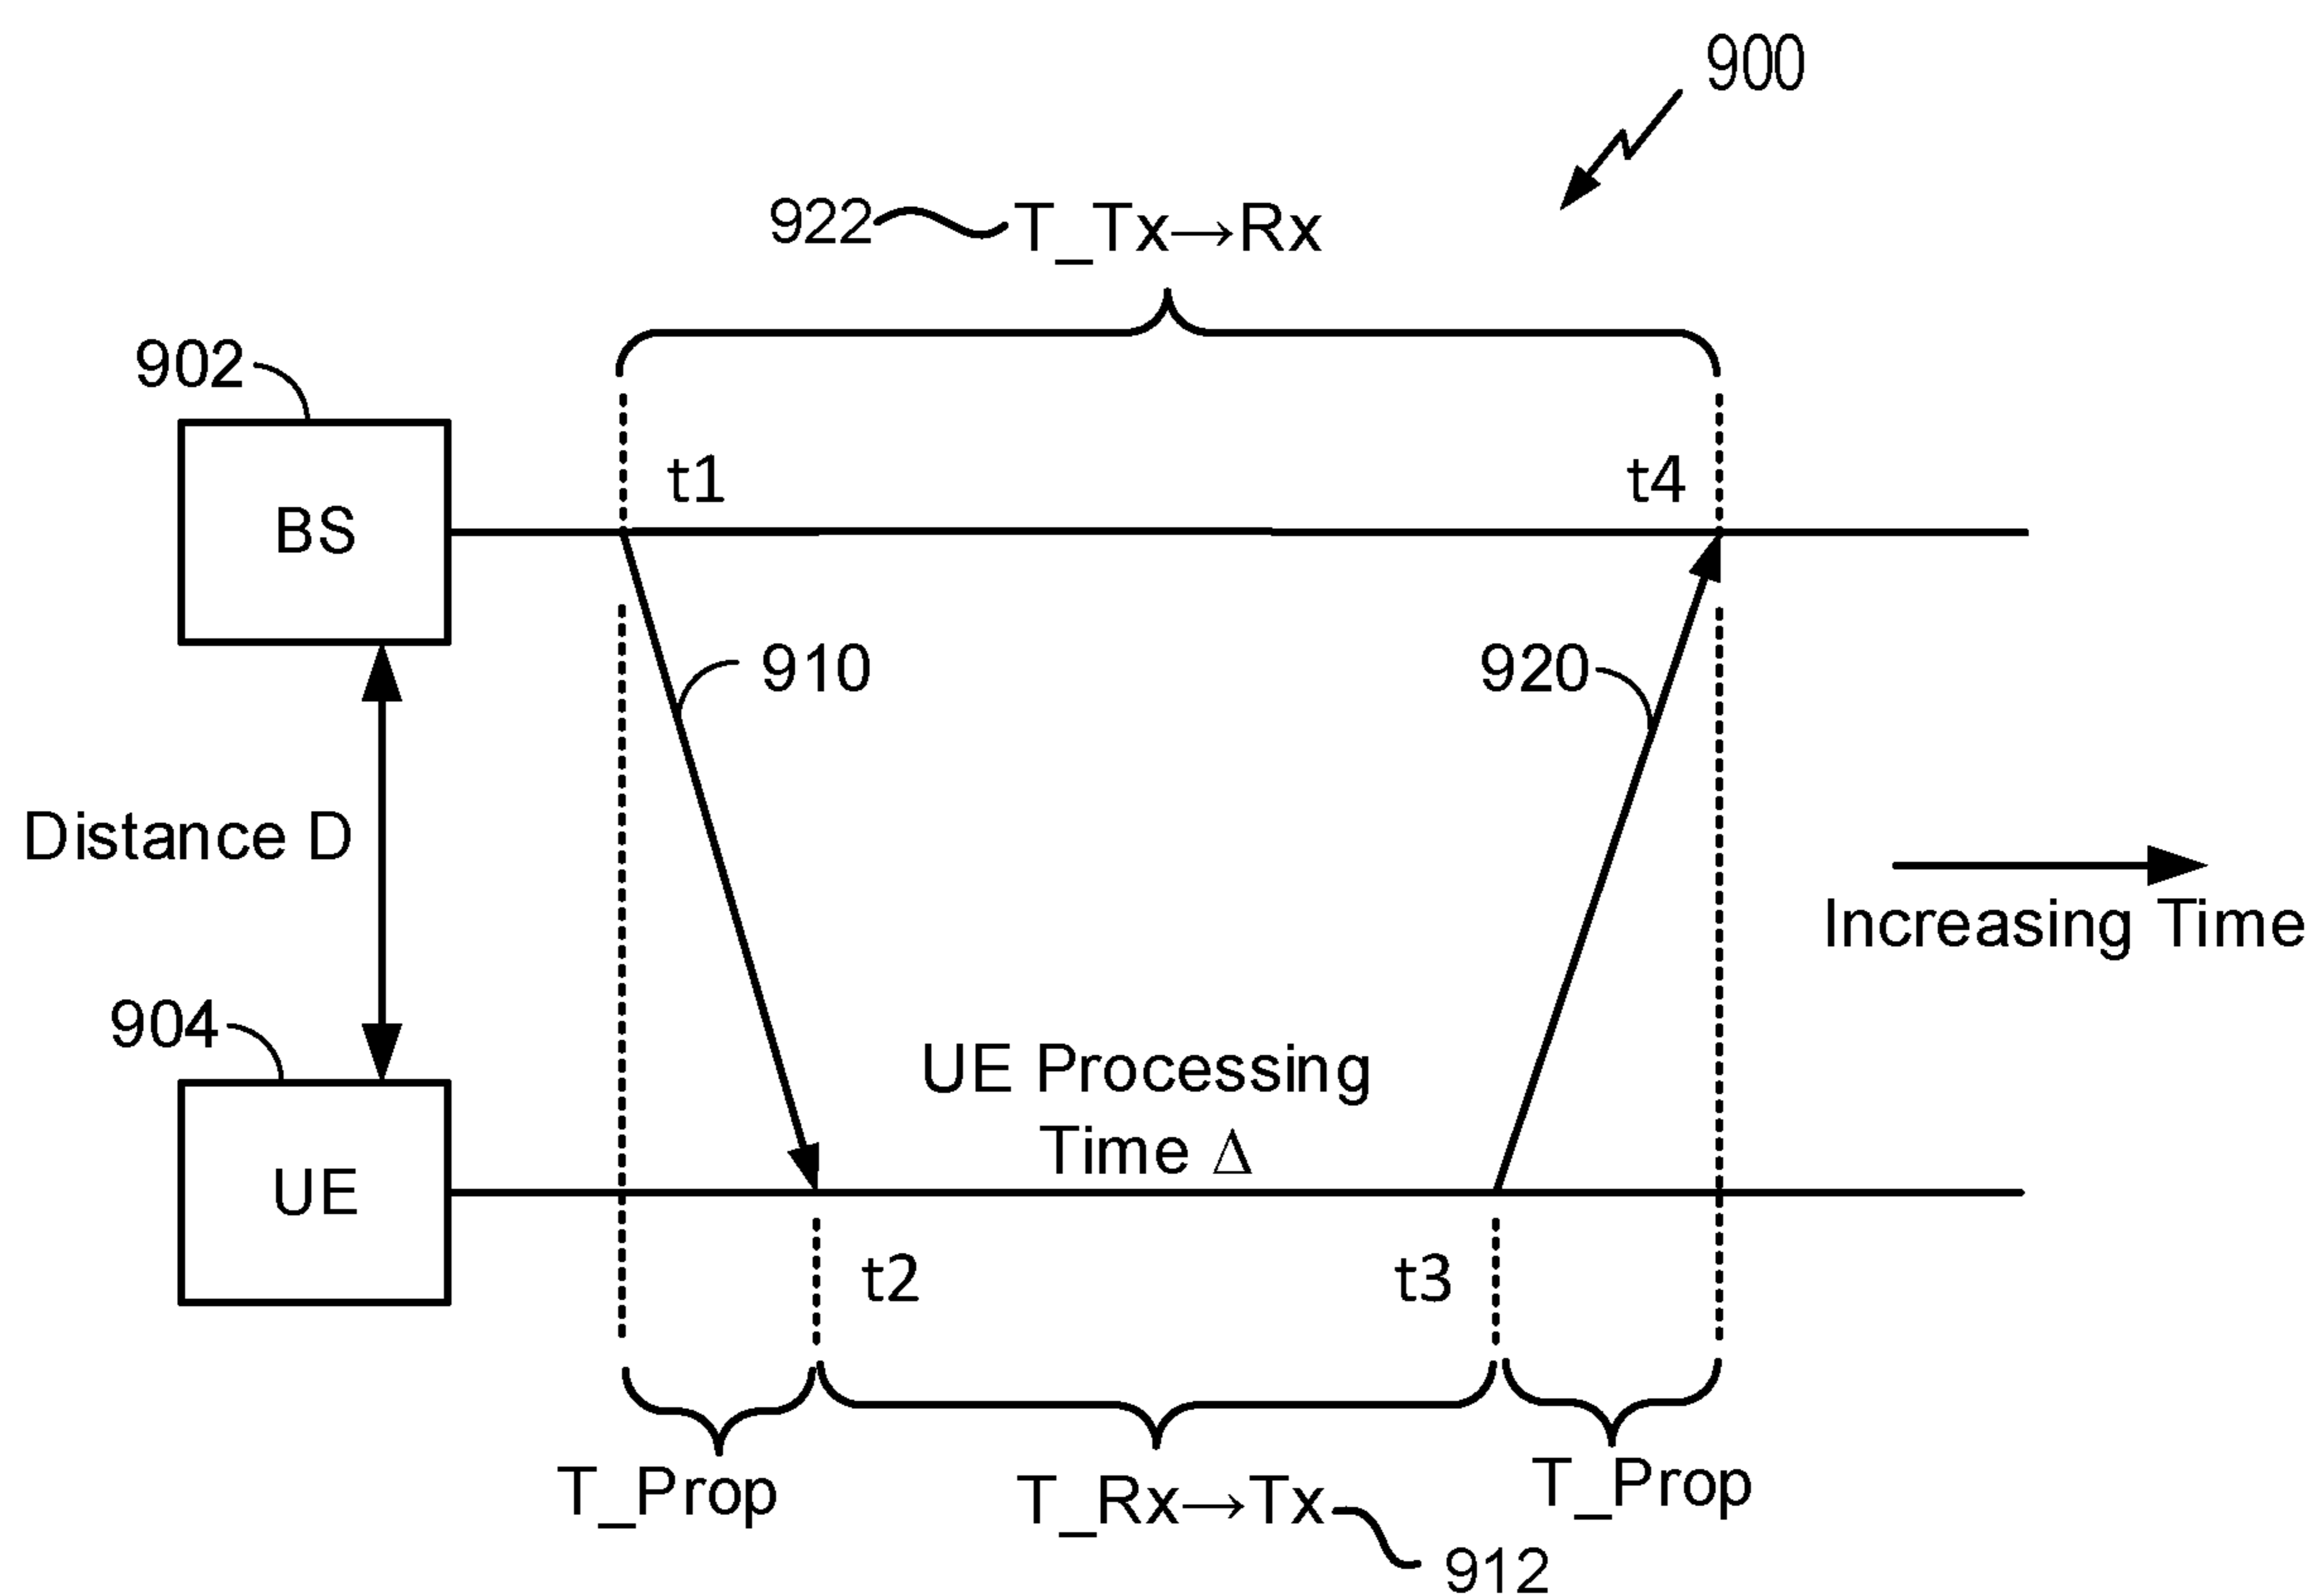 900
922 T_Tx→Rx
902
t1
t4
BS
910
920
Distance D
Increasing Time
904
UE Processing
Time Δ
UE
t2
t3
T_Prop
T_Rx→Tx
T_Prop
912